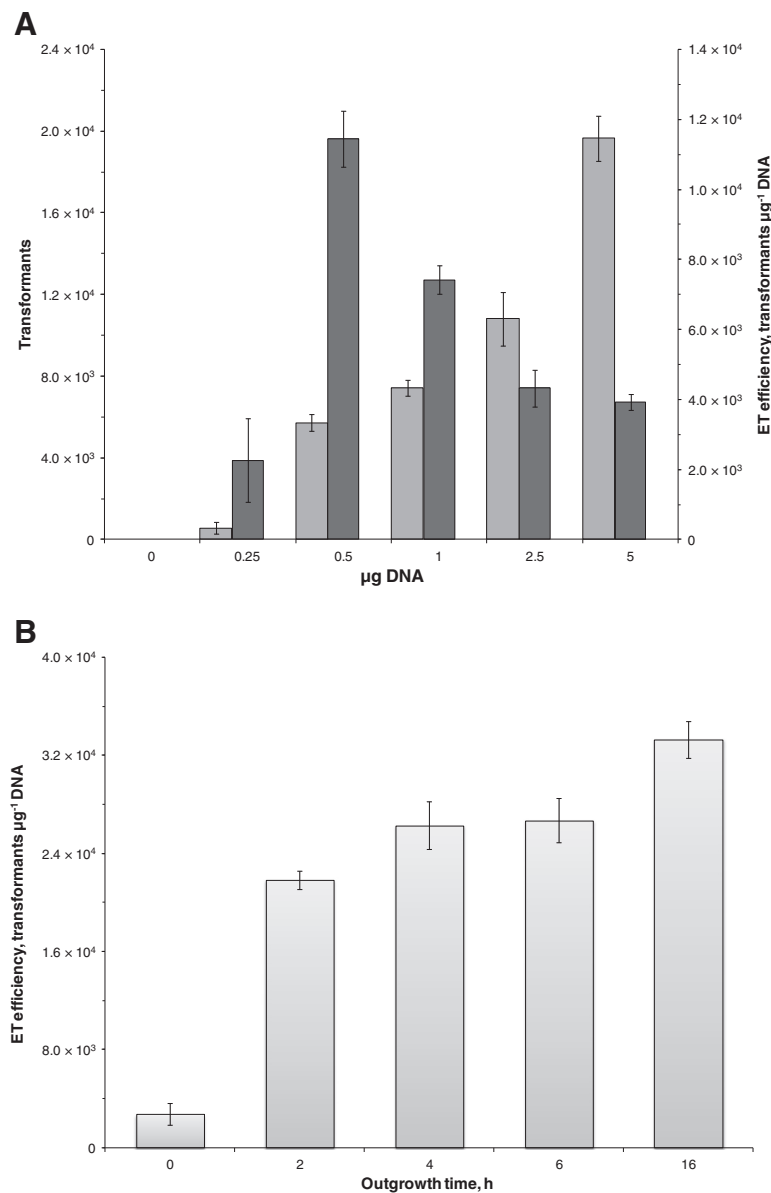 A
2.4 × 10⁴
2.0 × 10⁴
1.6 × 10⁴
1.2 × 10⁴
8.0 × 10³
4.0 × 10³
0
Transformants
1.4 × 10⁴
1.2 × 10⁴
1.0 × 10⁴
8.0 × 10³
6.0 × 10³
4.0 × 10³
2.0 × 10³
0
ET efficiency, transformants µg⁻¹ DNA
0 0.25 0.5 1 2.5 5
µg DNA
B
4.0 × 10⁴
3.2 × 10⁴
2.4 × 10⁴
1.6 × 10⁴
8.0 × 10³
0
ET efficiency, transformants µg⁻¹ DNA
0 2 4 6 16
Outgrowth time, h